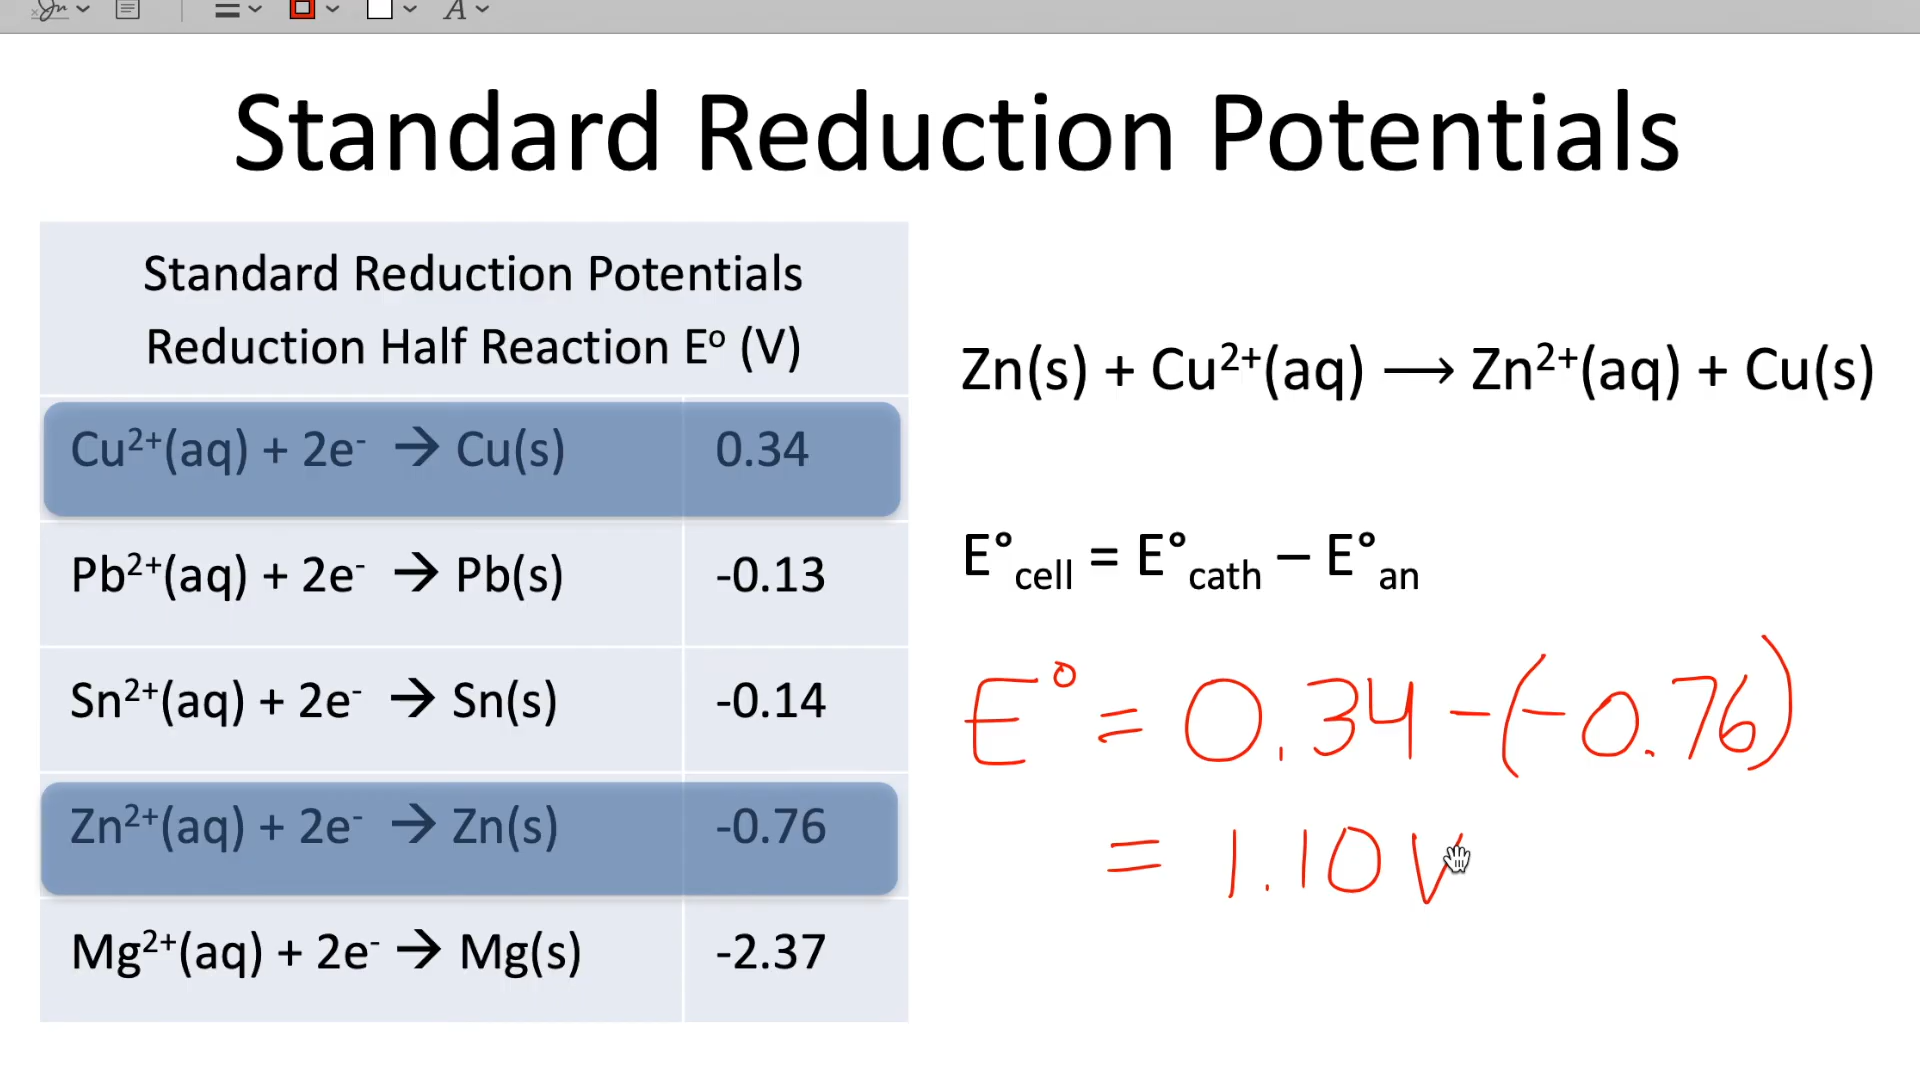 Standard Reduction Potentials
Standard Reduction Potentials
Reduction Half Reaction Eº (V)
Cu²⁺(aq) + 2e⁻ → Cu(s) 0.34
Pb²⁺(aq) + 2e⁻ → Pb(s) -0.13
Sn²⁺(aq) + 2e⁻ → Sn(s) -0.14
Zn²⁺(aq) + 2e⁻ → Zn(s) -0.76
Mg²⁺(aq) + 2e⁻ → Mg(s) -2.37
Zn(s) + Cu²⁺(aq) ⟶ Zn²⁺(aq) + Cu(s)
E°cell = E°cath – E°an
E° = 0.34 - (-0.76)
= 1.10 V